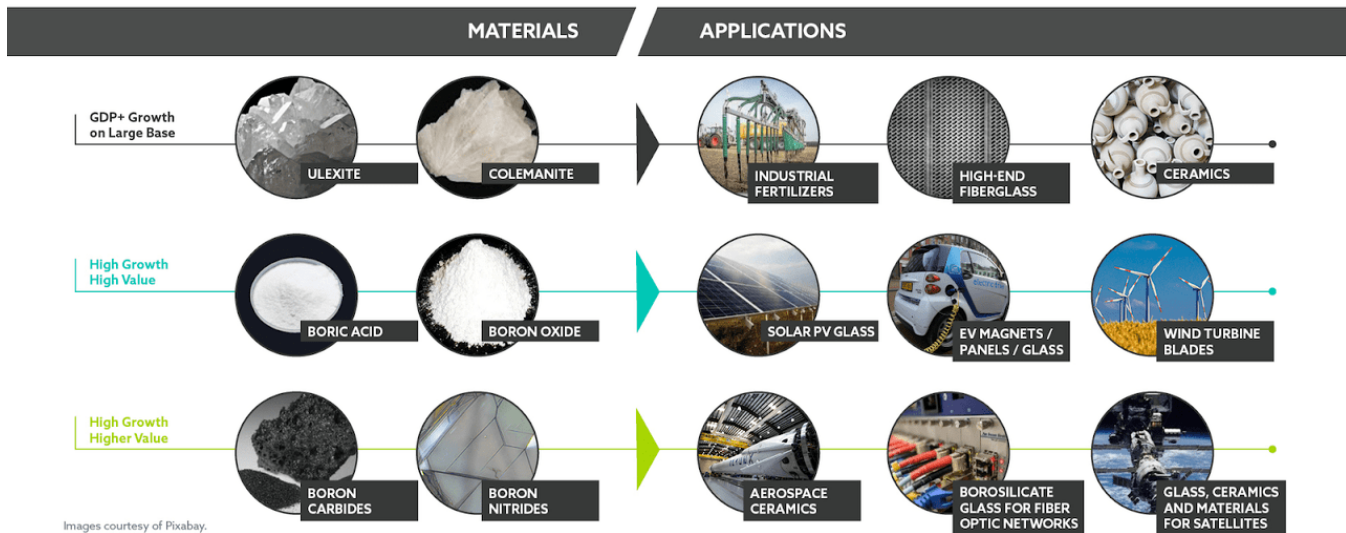 MATERIALS
APPLICATIONS
GDP+ Growth
on Large Base
ULEXITE
COLEMANITE
INDUSTRIAL
FERTILIZERS
HIGH-END
FIBERGLASS
CERAMICS
High Growth
High Value
BORIC ACID
BORON OXIDE
SOLAR PV GLASS
EV MAGNETS /
PANELS / GLASS
WIND TURBINE
BLADES
High Growth
Higher Value
BORON
CARBIDES
BORON
NITRIDES
AEROSPACE
CERAMICS
BOROSILICATE
GLASS FOR FIBER
OPTIC NETWORKS
GLASS, CERAMICS
AND MATERIALS
FOR SATELLITES
Images courtesy of Pixabay.